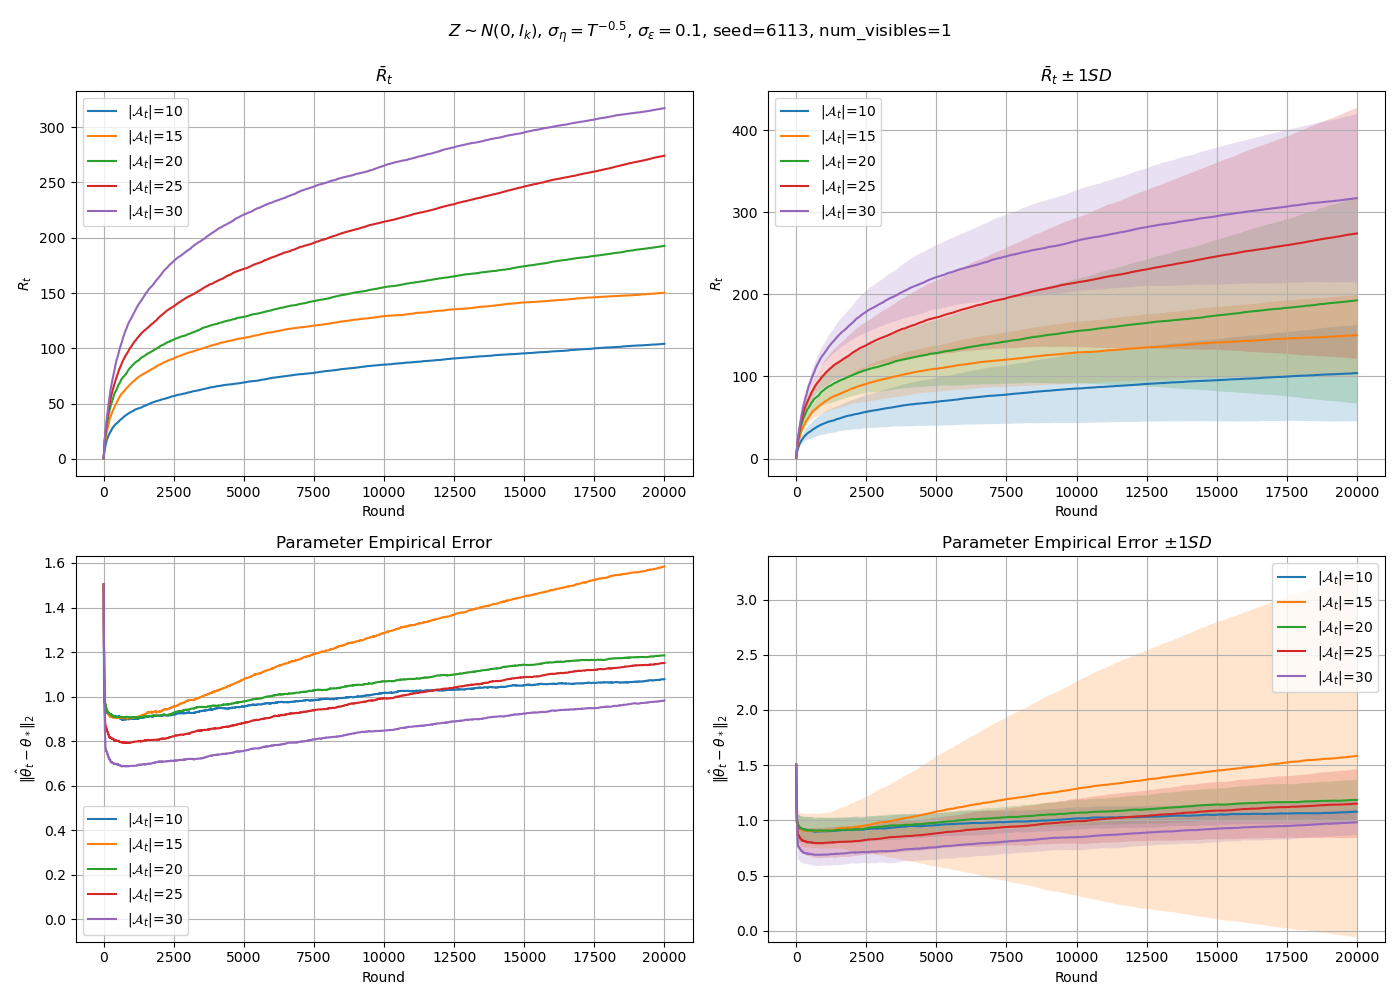 Z ∼ N(0, I_k), σ_η = T^{−0.5}, σ_ε = 0.1, seed=6113, num_visibles=1
R̄_t
R_t
300
250
200
150
100
50
0
|𝒜_t|=10
|𝒜_t|=15
|𝒜_t|=20
|𝒜_t|=25
|𝒜_t|=30
0 2500 5000 7500 10000 12500 15000 17500 20000
Round
R̄_t ± 1SD
R_t
400
300
200
100
0
|𝒜_t|=10
|𝒜_t|=15
|𝒜_t|=20
|𝒜_t|=25
|𝒜_t|=30
0 2500 5000 7500 10000 12500 15000 17500 20000
Round
Parameter Empirical Error
‖θ̂_t − θ_*‖_2
1.6
1.4
1.2
1.0
0.8
0.6
0.4
0.2
0.0
|𝒜_t|=10
|𝒜_t|=15
|𝒜_t|=20
|𝒜_t|=25
|𝒜_t|=30
0 2500 5000 7500 10000 12500 15000 17500 20000
Round
Parameter Empirical Error ±1SD
‖θ̂_t − θ_*‖_2
3.0
2.5
2.0
1.5
1.0
0.5
0.0
|𝒜_t|=10
|𝒜_t|=15
|𝒜_t|=20
|𝒜_t|=25
|𝒜_t|=30
0 2500 5000 7500 10000 12500 15000 17500 20000
Round